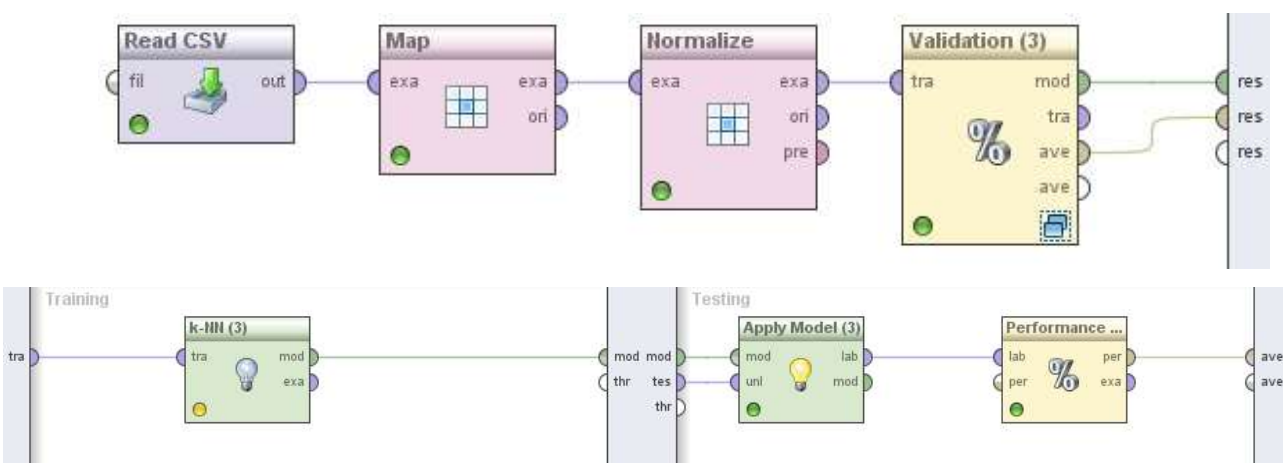 Read CSV
fil out
Map
exa exa
ori
Normalize
exa exa
ori
pre
Validation (3)
tra mod
tra
ave
ave
res
res
res
Training
tra
k-NN (3)
tra mod
exa
mod mod
thr tes
thr
Testing
Apply Model (3)
mod lab
unl mod
Performance ...
lab per
per exa
ave
ave